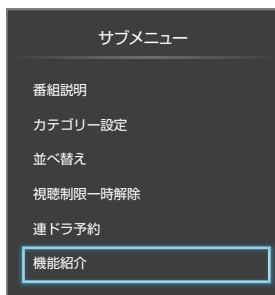 サブメニュー
番組説明
カテゴリー設定
並べ替え
視聴制限一時解除
連ドラ予約
機能紹介